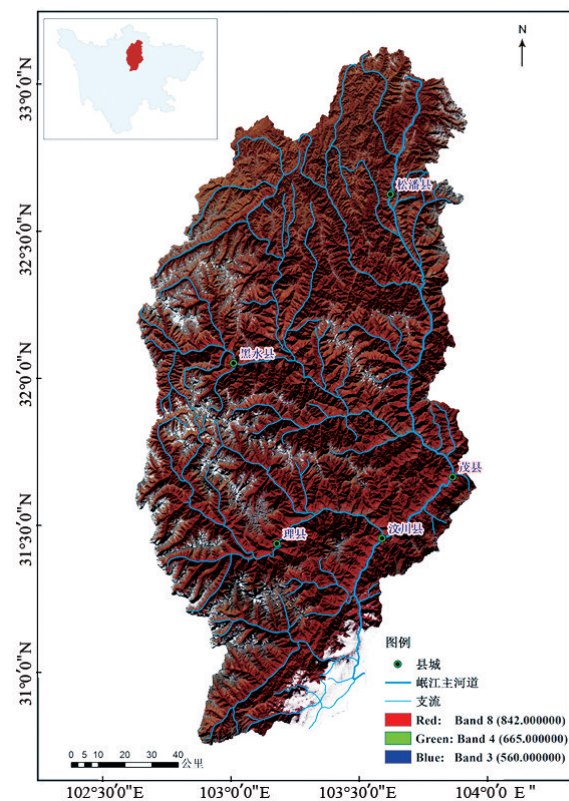 N
33°0′0″N
32°30′0″N
32°0′0″N
31°30′0″N
31°0′0″N
松潘县
黑水县
茂县
汶川县
理县
图例
县城
岷江主河道
支流
Red: Band 8 (842.000000)
Green: Band 4 (665.000000)
Blue: Band 3 (560.000000)
0 5 10 20 30 40
公里
102°30′0"E
103°0′0"E
103°30′0"E
104°0′0"E